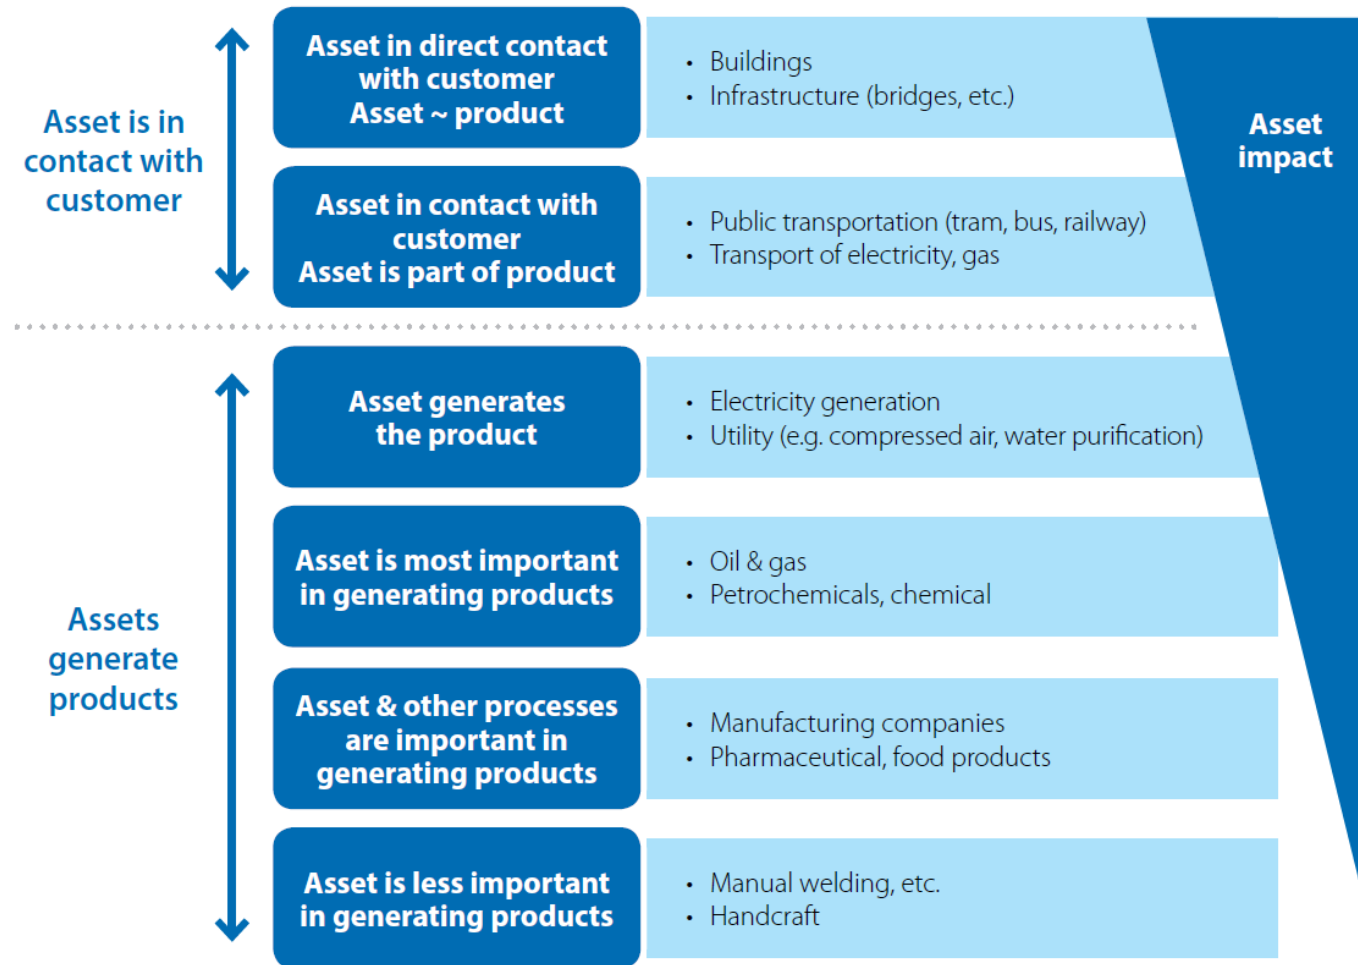 Asset is in
contact with
customer
Asset in direct contact
with customer
Asset ~ product
• Buildings
• Infrastructure (bridges, etc.)
Asset
impact
Asset in contact with
customer
Asset is part of product
• Public transportation (tram, bus, railway)
• Transport of electricity, gas
Assets
generate
products
Asset generates
the product
• Electricity generation
• Utility (e.g. compressed air, water purification)
Asset is most important
in generating products
• Oil & gas
• Petrochemicals, chemical
Asset & other processes
are important in
generating products
• Manufacturing companies
• Pharmaceutical, food products
Asset is less important
in generating products
• Manual welding, etc.
• Handcraft